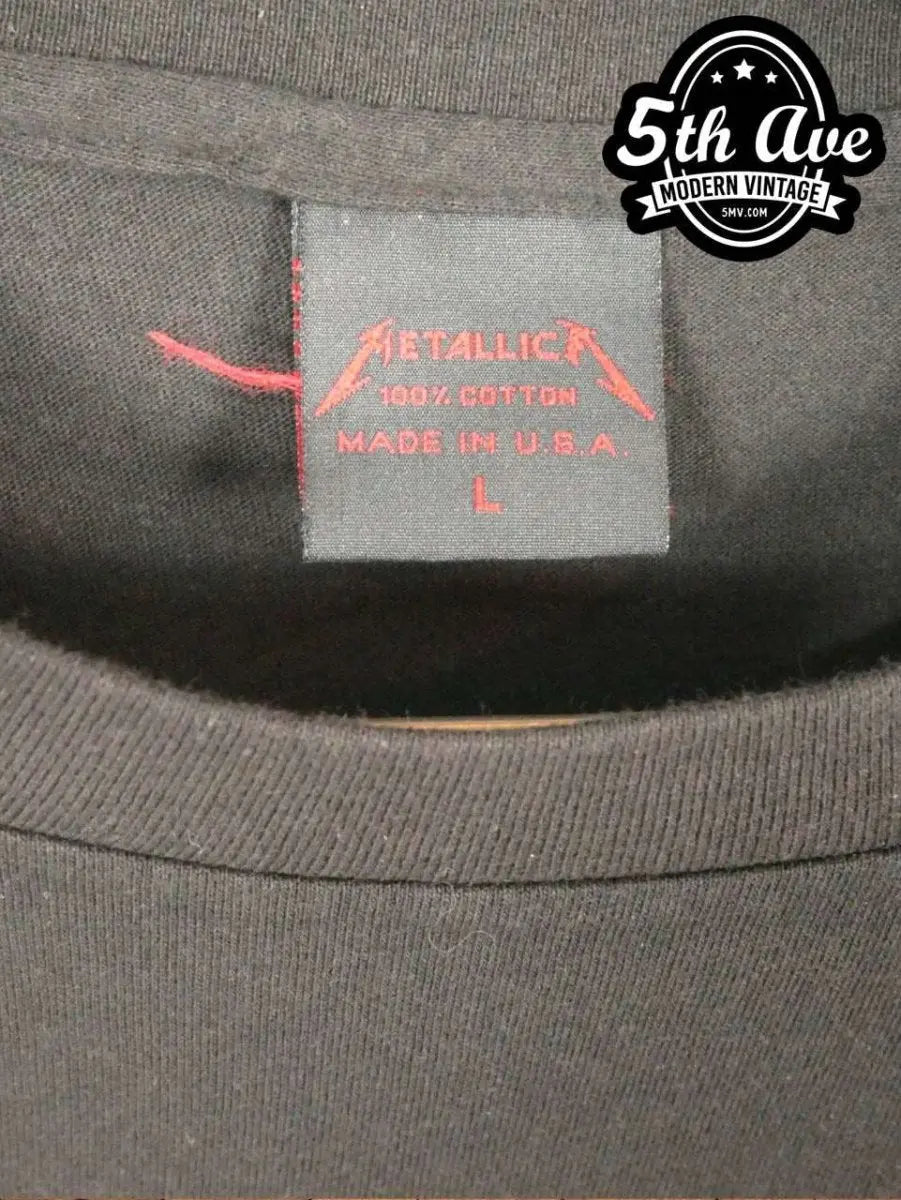 5th Ave
MODERN VINTAGE
5MV.COM
METALLICA
100% COTTON
MADE IN U.S.A.
L